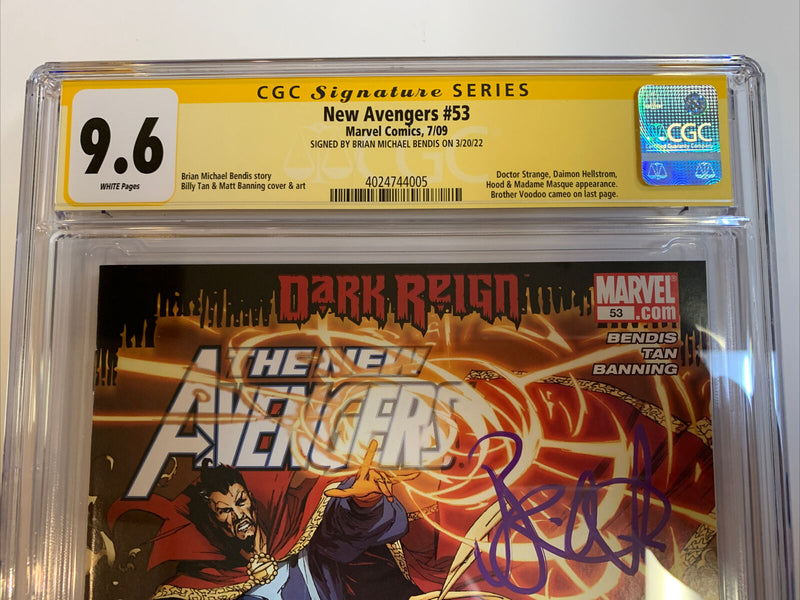 CGC Signature SERIES
9.6
WHITE Pages
New Avengers #53
Marvel Comics, 7/09
SIGNED BY BRIAN MICHAEL BENDIS ON 3/20/22
Brian Michael Bendis story
Billy Tan & Matt Banning cover & art
4024744005
Doctor Strange, Daimon Hellstrom,
Hood & Madame Masque appearance.
Brother Voodoo cameo on last page.
CGC
CGC
DARK REIGN
MARVEL
53 .com
BENDIS
TAN
BANNING
THE NEW
AVENGERS